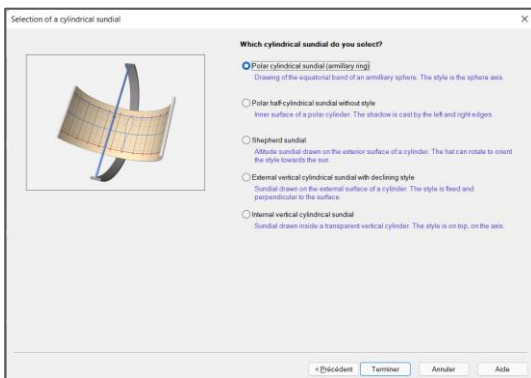 Selection of a cylindrical sundial
Which cylindrical sundial do you select?
Polar cylindrical sundial (armillary ring)
Drawing of the equatorial band of an armilliary sphere. The style is the sphere axis.
Polar half-cylindrical sundial without style
Inner surface of a polar cylinder. The shadow is cast by the left and right edges.
Shepherd sundial
Altitude sundial drawn on the exterior surface of a cylinder. The hat can rotate to orient
the style towards the sun.
External vertical cylindrical sundial with declining style
Sundial drawn on the external surface of a cylinder. The style is fixed and
perpendicular to the surface.
Internal vertical cylindrical sundial
Sundial drawn inside a transparent vertical cylinder. The style is on top, on the axis.
< Précédent Terminer Annuler Aide